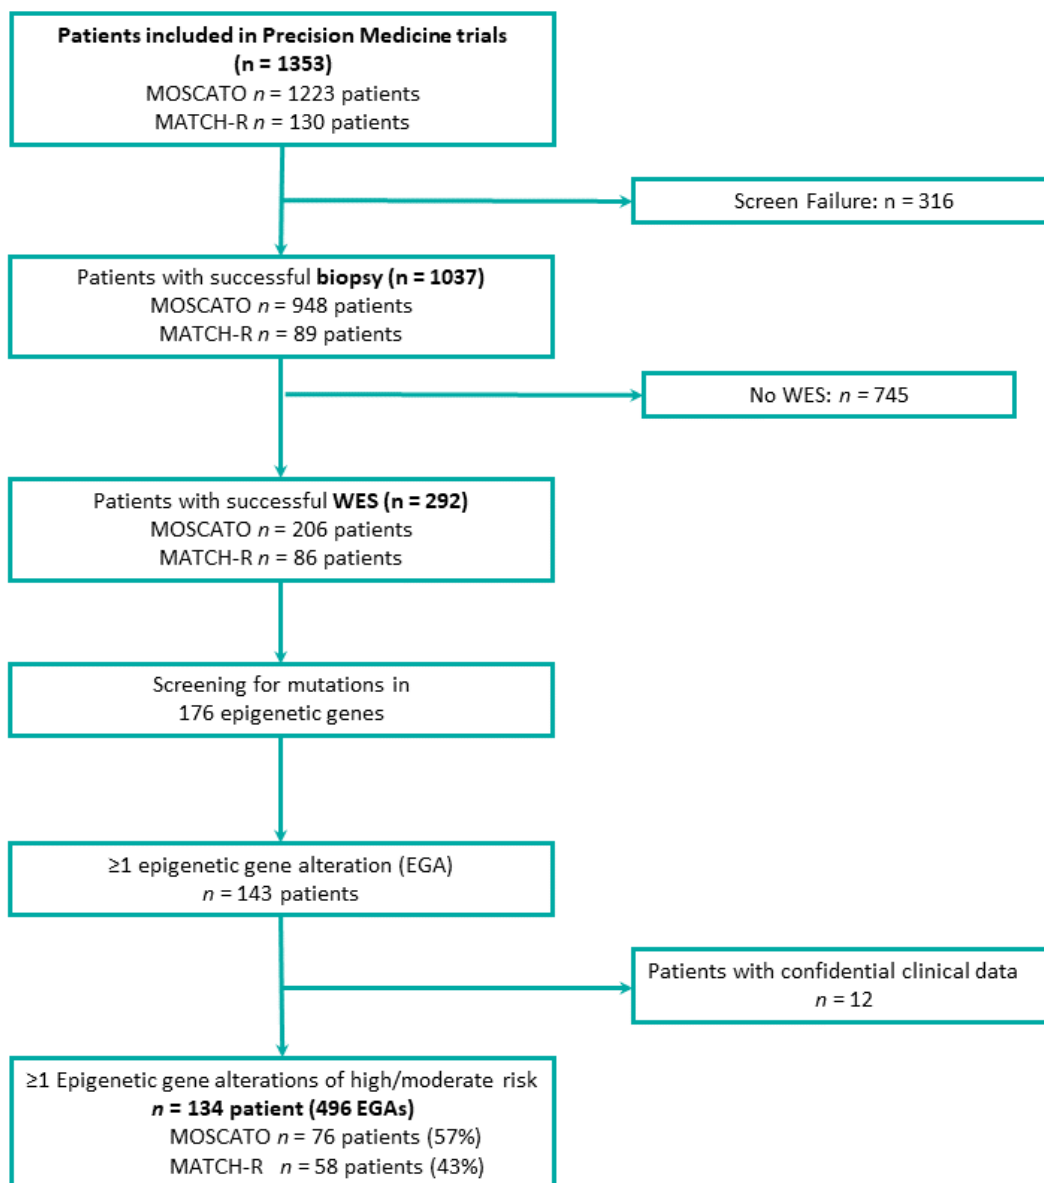 Patients included in Precision Medicine trials
(n = 1353)
MOSCATO n = 1223 patients
MATCH-R n = 130 patients
Screen Failure: n = 316
Patients with successful biopsy (n = 1037)
MOSCATO n = 948 patients
MATCH-R n = 89 patients
No WES: n = 745
Patients with successful WES (n = 292)
MOSCATO n = 206 patients
MATCH-R n = 86 patients
Screening for mutations in
176 epigenetic genes
≥1 epigenetic gene alteration (EGA)
n = 143 patients
Patients with confidential clinical data
n = 12
≥1 Epigenetic gene alterations of high/moderate risk
n = 134 patient (496 EGAs)
MOSCATO n = 76 patients (57%)
MATCH-R n = 58 patients (43%)